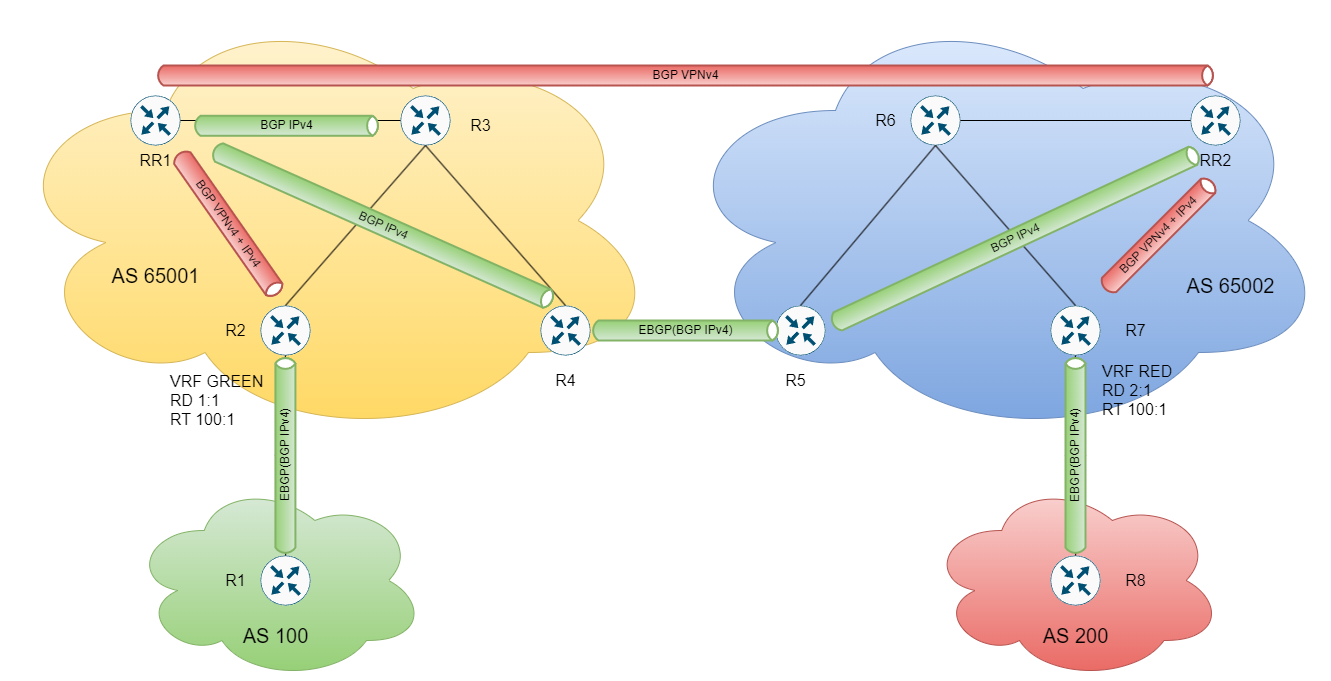 BGP VPNv4
BGP IPv4
R3
R6
RR1
RR2
BGP VPNv4 + IPv4
BGP IPv4
BGP IPv4
BGP VPNv4 + IPv4
AS 65001
AS 65002
R2
EBGP(BGP IPv4)
R7
R4
R5
VRF GREEN
RD 1:1
RT 100:1
VRF RED
RD 2:1
RT 100:1
EBGP(BGP IPv4)
EBGP(BGP IPv4)
R1
R8
AS 100
AS 200